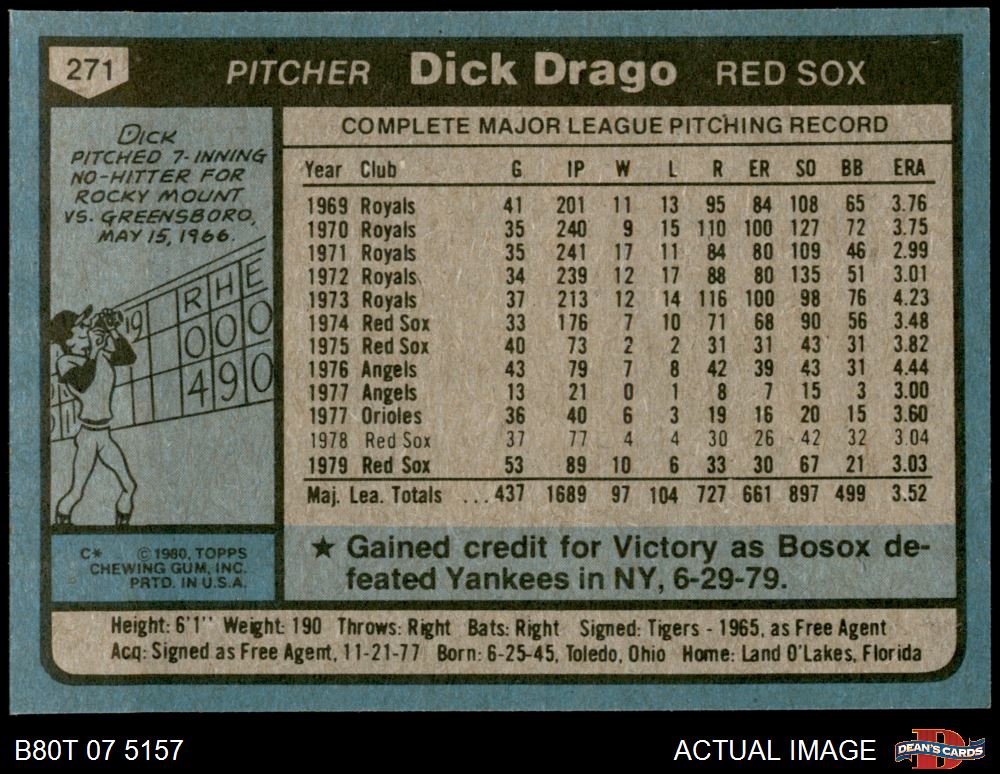 271
PITCHER Dick Drago RED SOX
DICK
PITCHED 7-INNING
NO-HITTER FOR
ROCKY MOUNT
VS. GREENSBORO,
MAY 15, 1966.
19 R H E
0 0 0
4 9 0
COMPLETE MAJOR LEAGUE PITCHING RECORD
Year Club G IP W L R ER SO BB ERA
1969 Royals 41 201 11 13 95 84 108 65 3.76
1970 Royals 35 240 9 15 110 100 127 72 3.75
1971 Royals 35 241 17 11 84 80 109 46 2.99
1972 Royals 34 239 12 17 88 80 135 51 3.01
1973 Royals 37 213 12 14 116 100 98 76 4.23
1974 Red Sox 33 176 7 10 71 68 90 56 3.48
1975 Red Sox 40 73 2 2 31 31 43 31 3.82
1976 Angels 43 79 7 8 42 39 43 31 4.44
1977 Angels 13 21 0 1 8 7 15 3 3.00
1977 Orioles 36 40 6 3 19 16 20 15 3.60
1978 Red Sox 37 77 4 4 30 26 42 32 3.04
1979 Red Sox 53 89 10 6 33 30 67 21 3.03
Maj. Lea. Totals ... 437 1689 97 104 727 661 897 499 3.52
C* © 1980, TOPPS
CHEWING GUM, INC.
PRTD. IN U.S.A.
★ Gained credit for Victory as Bosox de-
feated Yankees in NY, 6-29-79.
Height: 6'1" Weight: 190 Throws: Right Bats: Right Signed: Tigers - 1965, as Free Agent
Acq: Signed as Free Agent, 11-21-77 Born: 6-25-45, Toledo, Ohio Home: Land O'Lakes, Florida
B80T 07 5157
ACTUAL IMAGE
D
DEAN'S CARDS